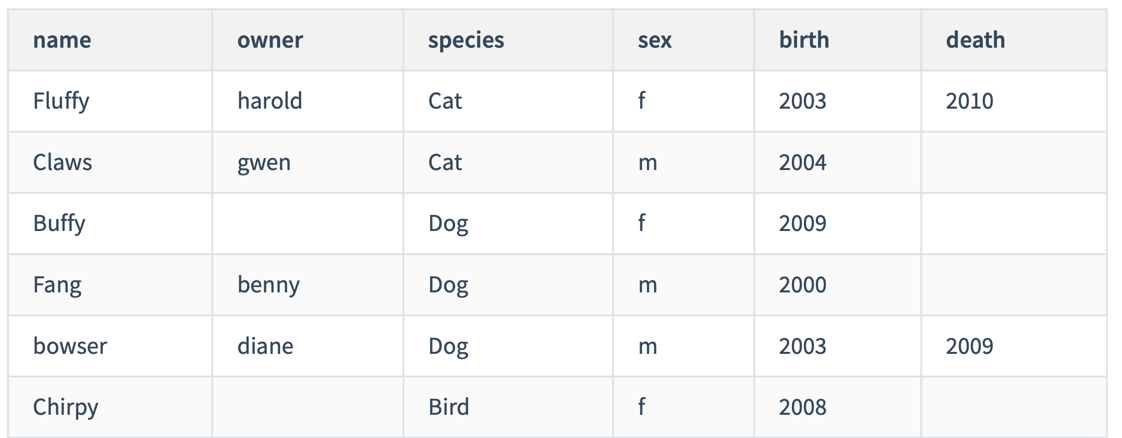 name owner species sex birth death
Fluffy harold Cat f 2003 2010
Claws gwen Cat m 2004
Buffy Dog f 2009
Fang benny Dog m 2000
bowser diane Dog m 2003 2009
Chirpy Bird f 2008